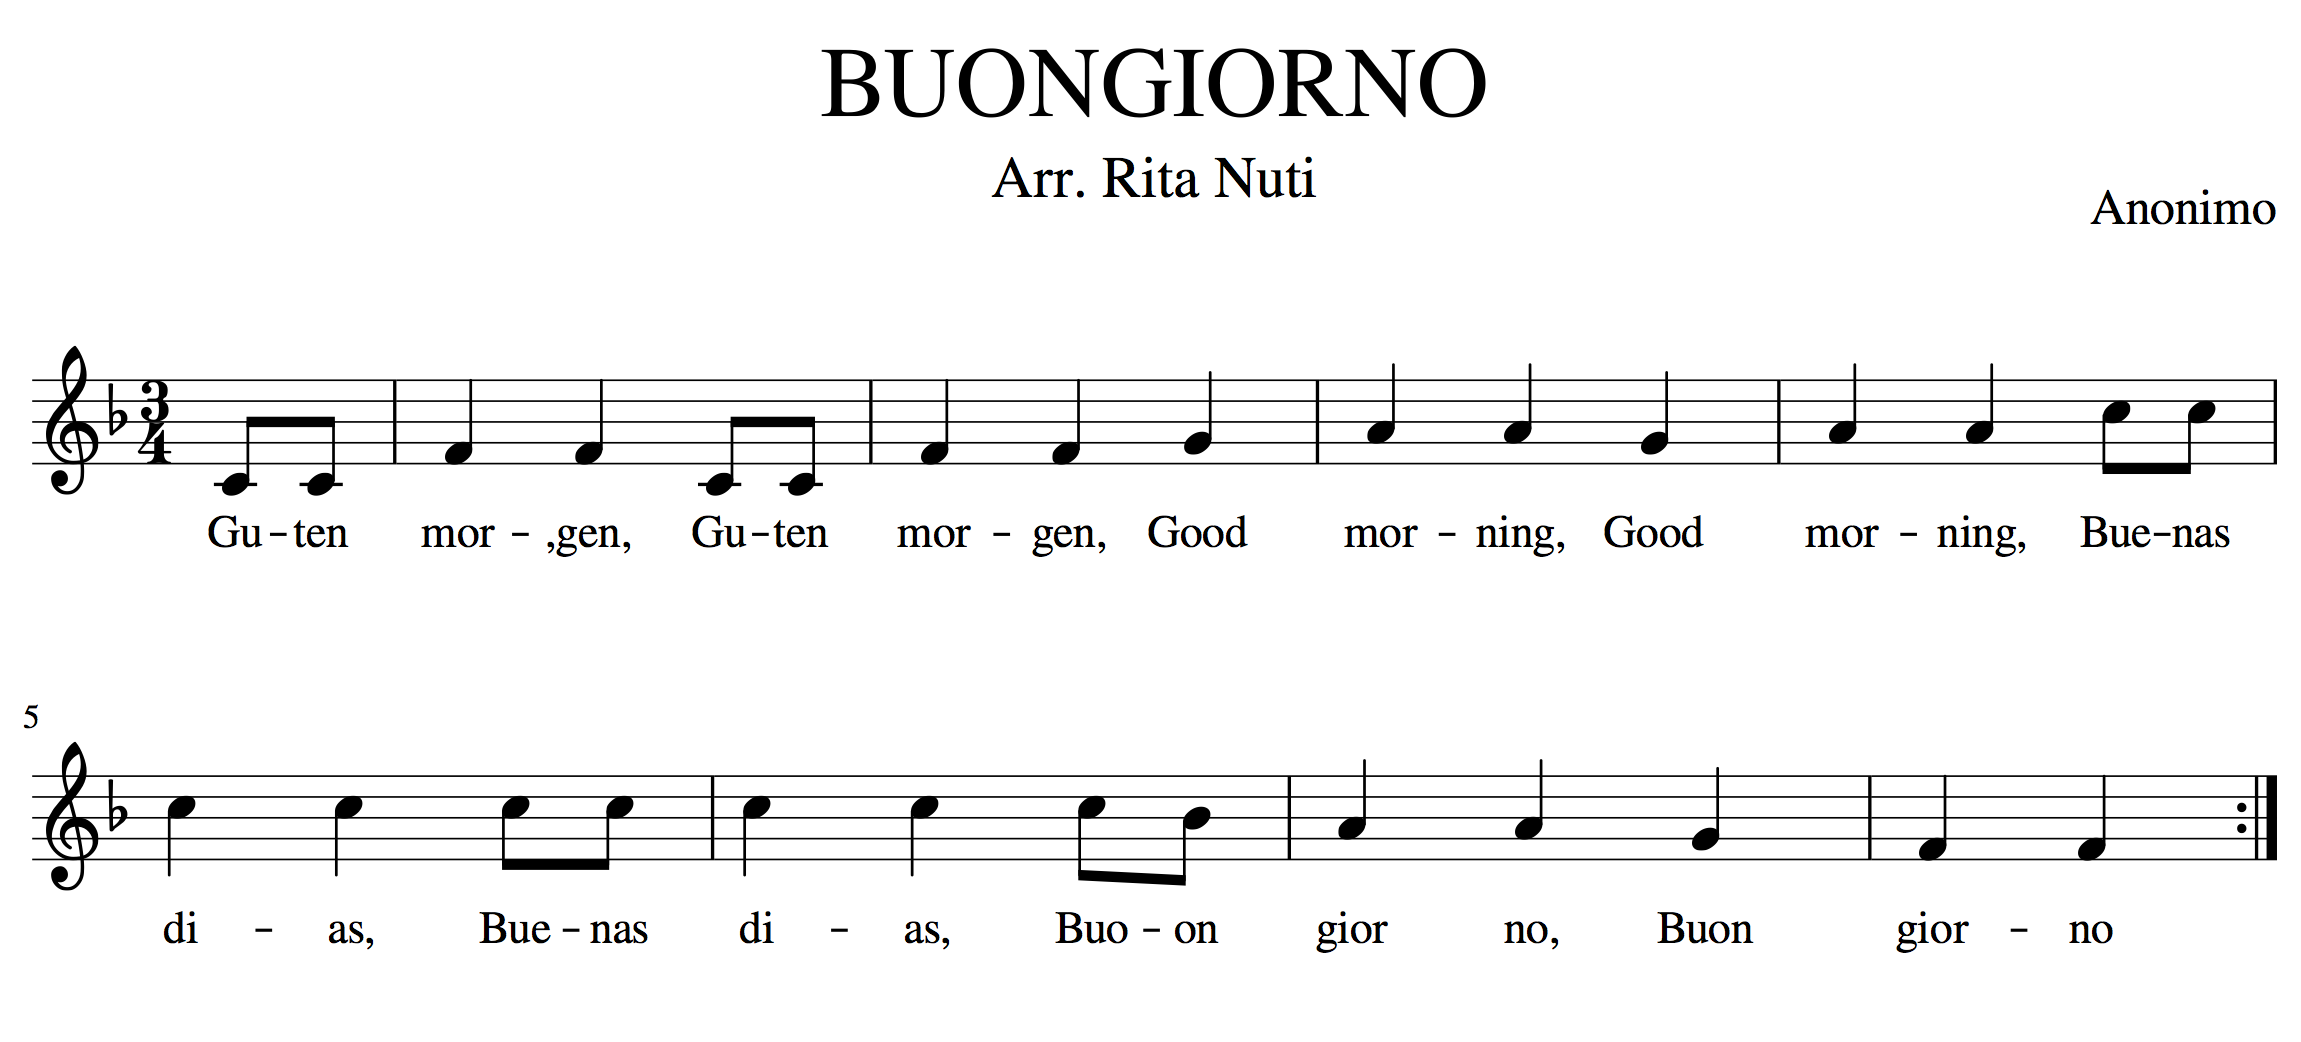 BUONGIORNO
Arr. Rita Nuti
Anonimo
3
4
Gu-ten mor - ,gen, Gu-ten mor - gen, Good mor - ning, Good mor - ning, Bue-nas
5
di - as, Bue - nas di - as, Buo - on gior no, Buon gior - no